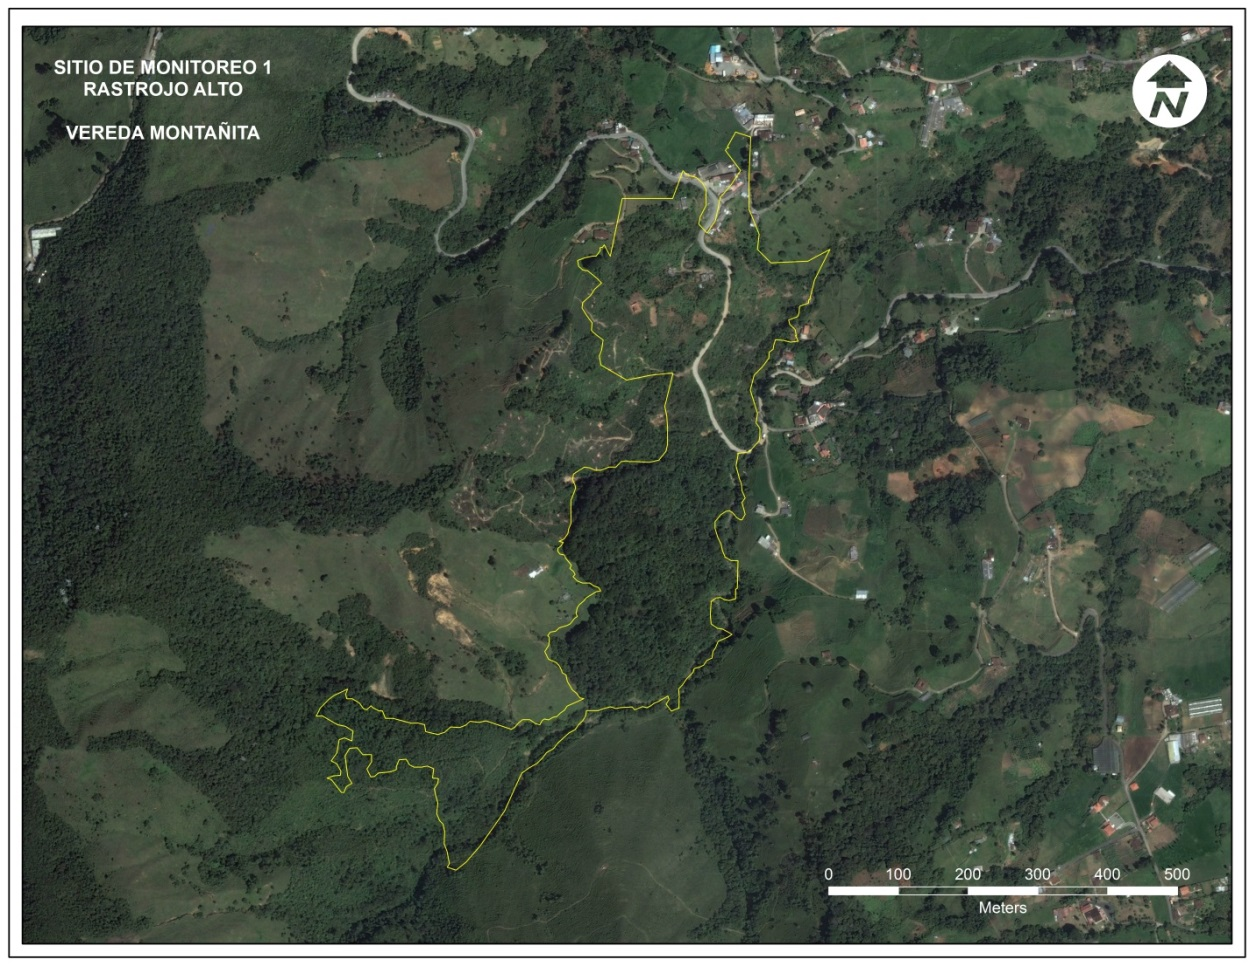 SITIO DE MONITOREO 1
RASTROJO ALTO
VEREDA MONTAÑITA
N
0 100 200 300 400 500
Meters